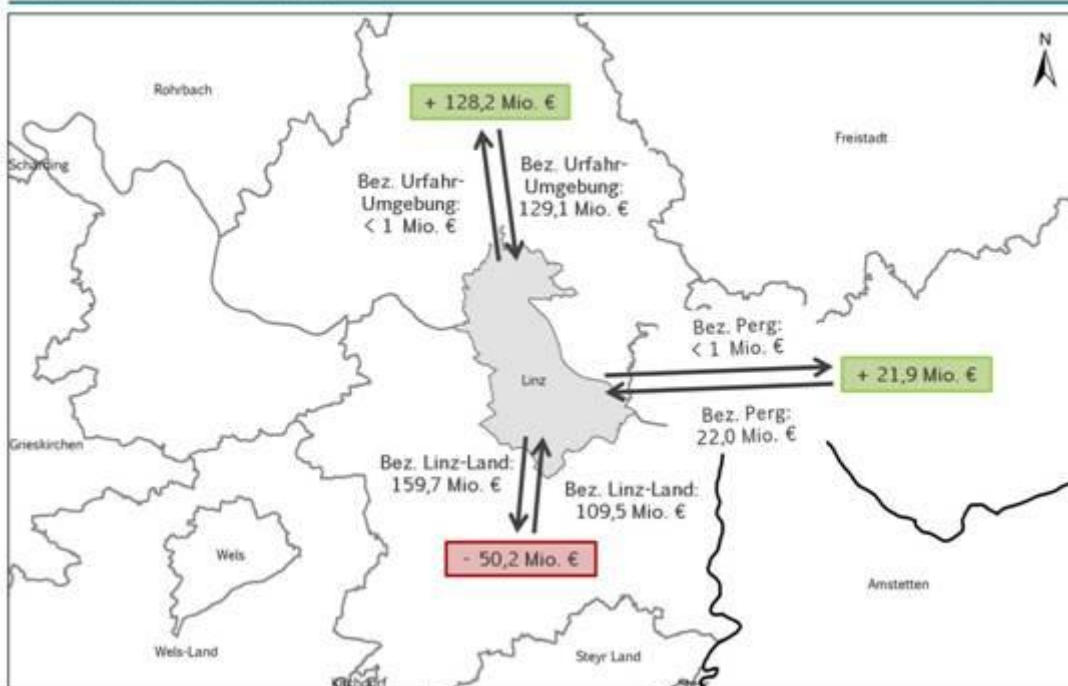 N
Rohrbach
+ 128,2 Mio. €
Freistadt
Schärding
Bez. Urfahr-
Umgebung:
< 1 Mio. €
Bez. Urfahr-
Umgebung:
129,1 Mio. €
Bez. Perg:
< 1 Mio. €
Linz
+ 21,9 Mio. €
Bez. Perg:
22,0 Mio. €
Grieskirchen
Bez. Linz-Land:
159,7 Mio. €
Bez. Linz-Land:
109,5 Mio. €
Wels
- 50,2 Mio. €
Amstetten
Wels-Land
Steyr Land